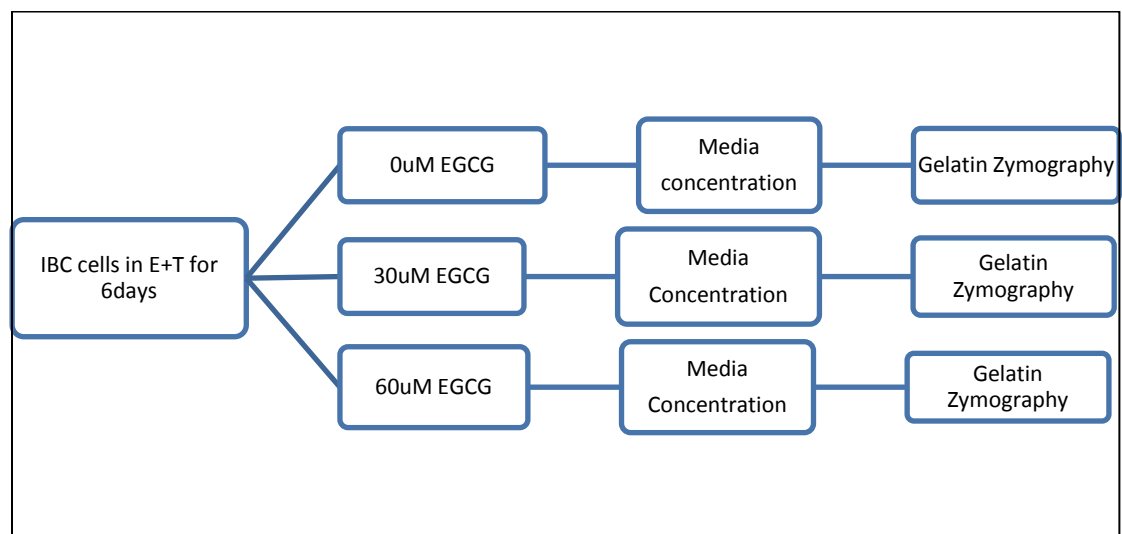 IBC cells in E+T for
6days
0uM EGCG
Media
concentration
Gelatin Zymography
30uM EGCG
Media
Concentration
Gelatin
Zymography
60uM EGCG
Media
Concentration
Gelatin
Zymography